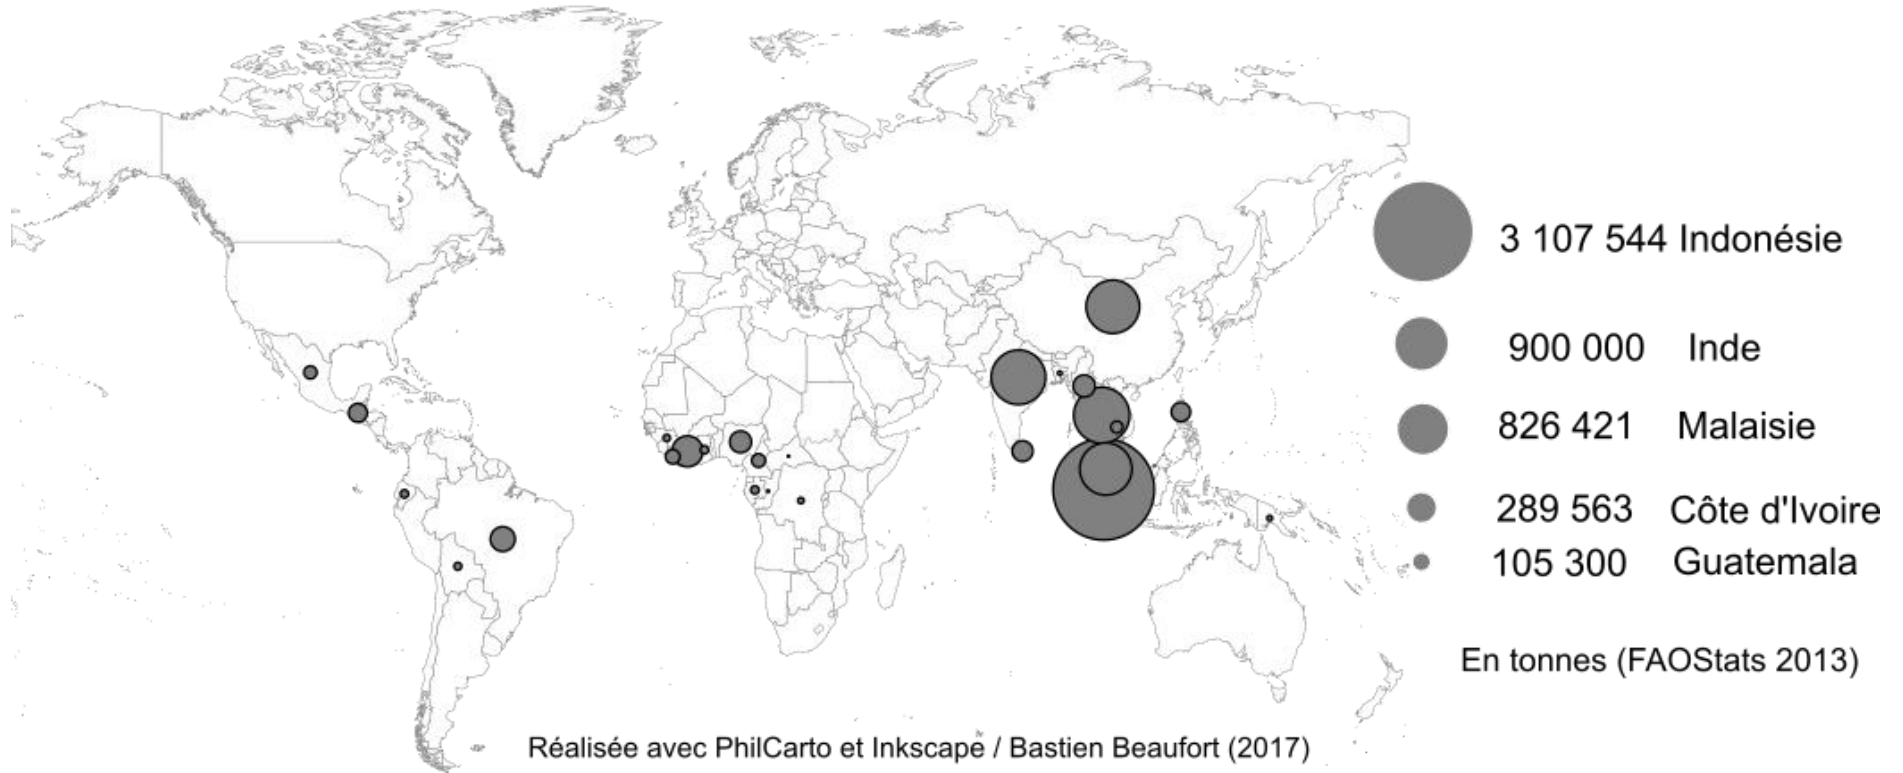 3 107 544 Indonésie
900 000 Inde
826 421 Malaisie
289 563 Côte d'Ivoire
105 300 Guatemala
En tonnes (FAOStats 2013)
Réalisée avec PhilCarto et Inkscape / Bastien Beaufort (2017)